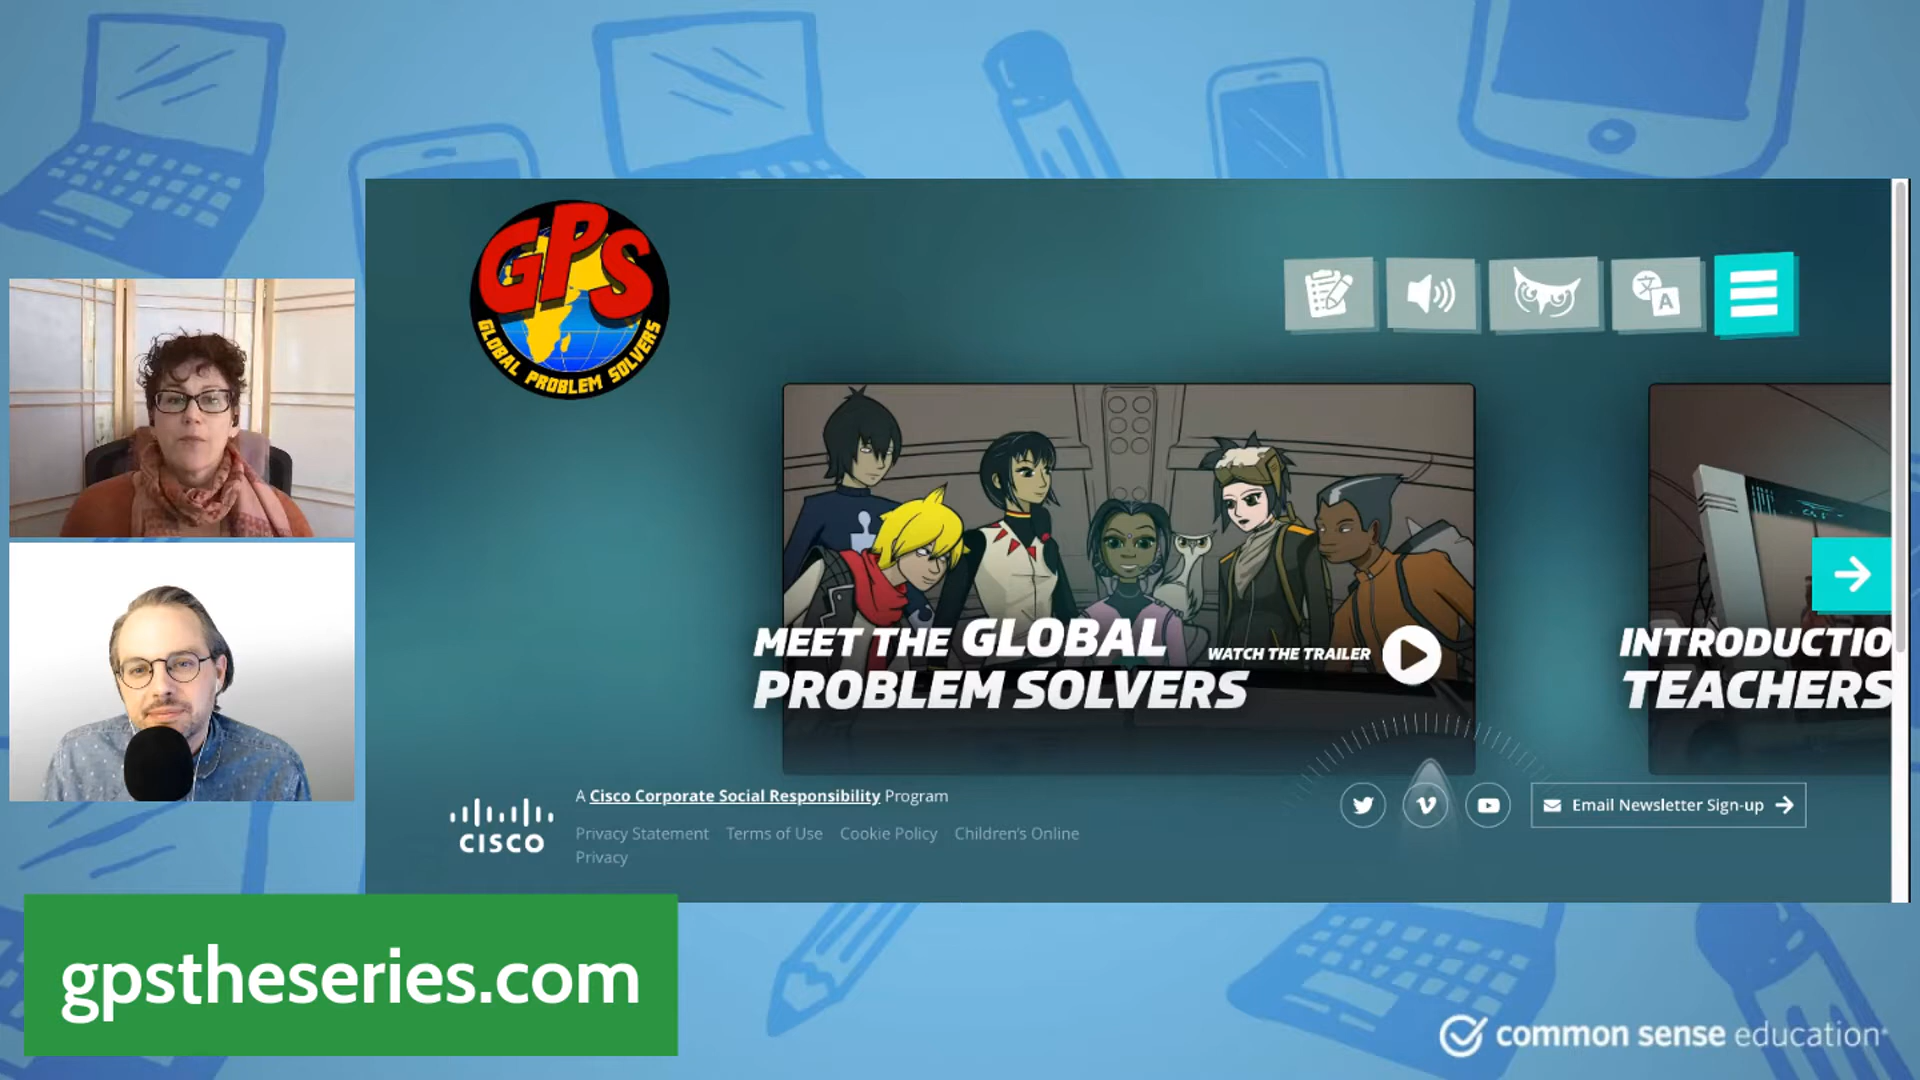 GPS
GLOBAL PROBLEM SOLVERS
MEET THE GLOBAL
PROBLEM SOLVERS
WATCH THE TRAILER
INTRODUCTIO
TEACHERS
CISCO
A Cisco Corporate Social Responsibility Program
Privacy Statement Terms of Use Cookie Policy Children's Online
Privacy
Email Newsletter Sign-up
gpstheseries.com
common sense education